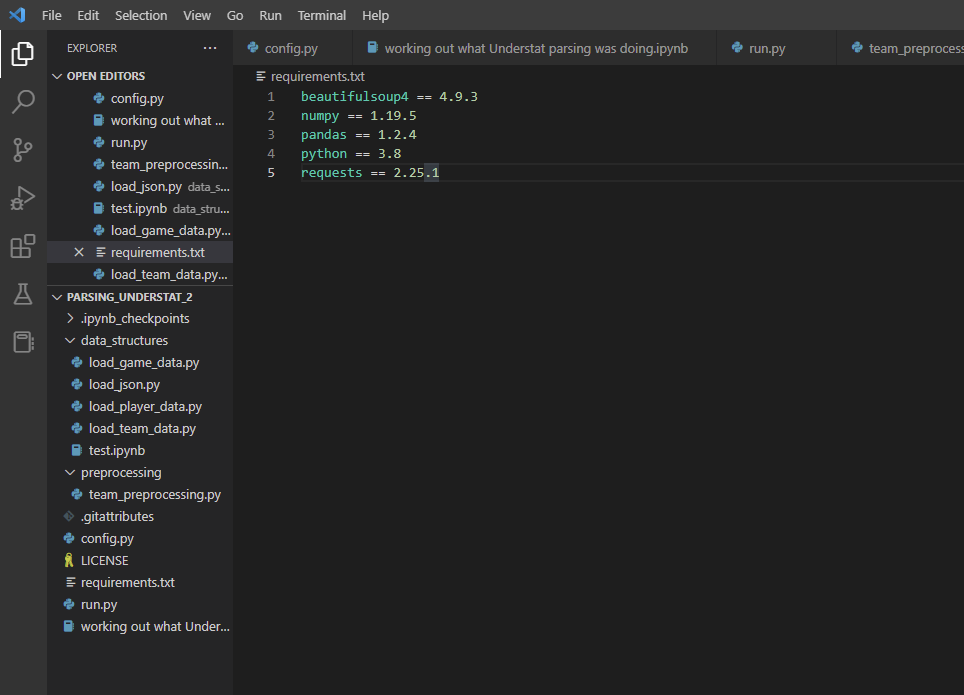 File Edit Selection View Go Run Terminal Help
EXPLORER ...
OPEN EDITORS
config.py
working out what ...
run.py
team_preprocessin...
load_json.py data_s...
test.ipynb data_stru...
load_game_data.py...
requirements.txt
load_team_data.py...
PARSING_UNDERSTAT_2
.ipynb_checkpoints
data_structures
load_game_data.py
load_json.py
load_player_data.py
load_team_data.py
test.ipynb
preprocessing
team_preprocessing.py
.gitattributes
config.py
LICENSE
requirements.txt
run.py
working out what Under...
config.py working out what Understat parsing was doing.ipynb run.py team_preprocess
requirements.txt
1 beautifulsoup4 == 4.9.3
2 numpy == 1.19.5
3 pandas == 1.2.4
4 python == 3.8
5 requests == 2.25.1